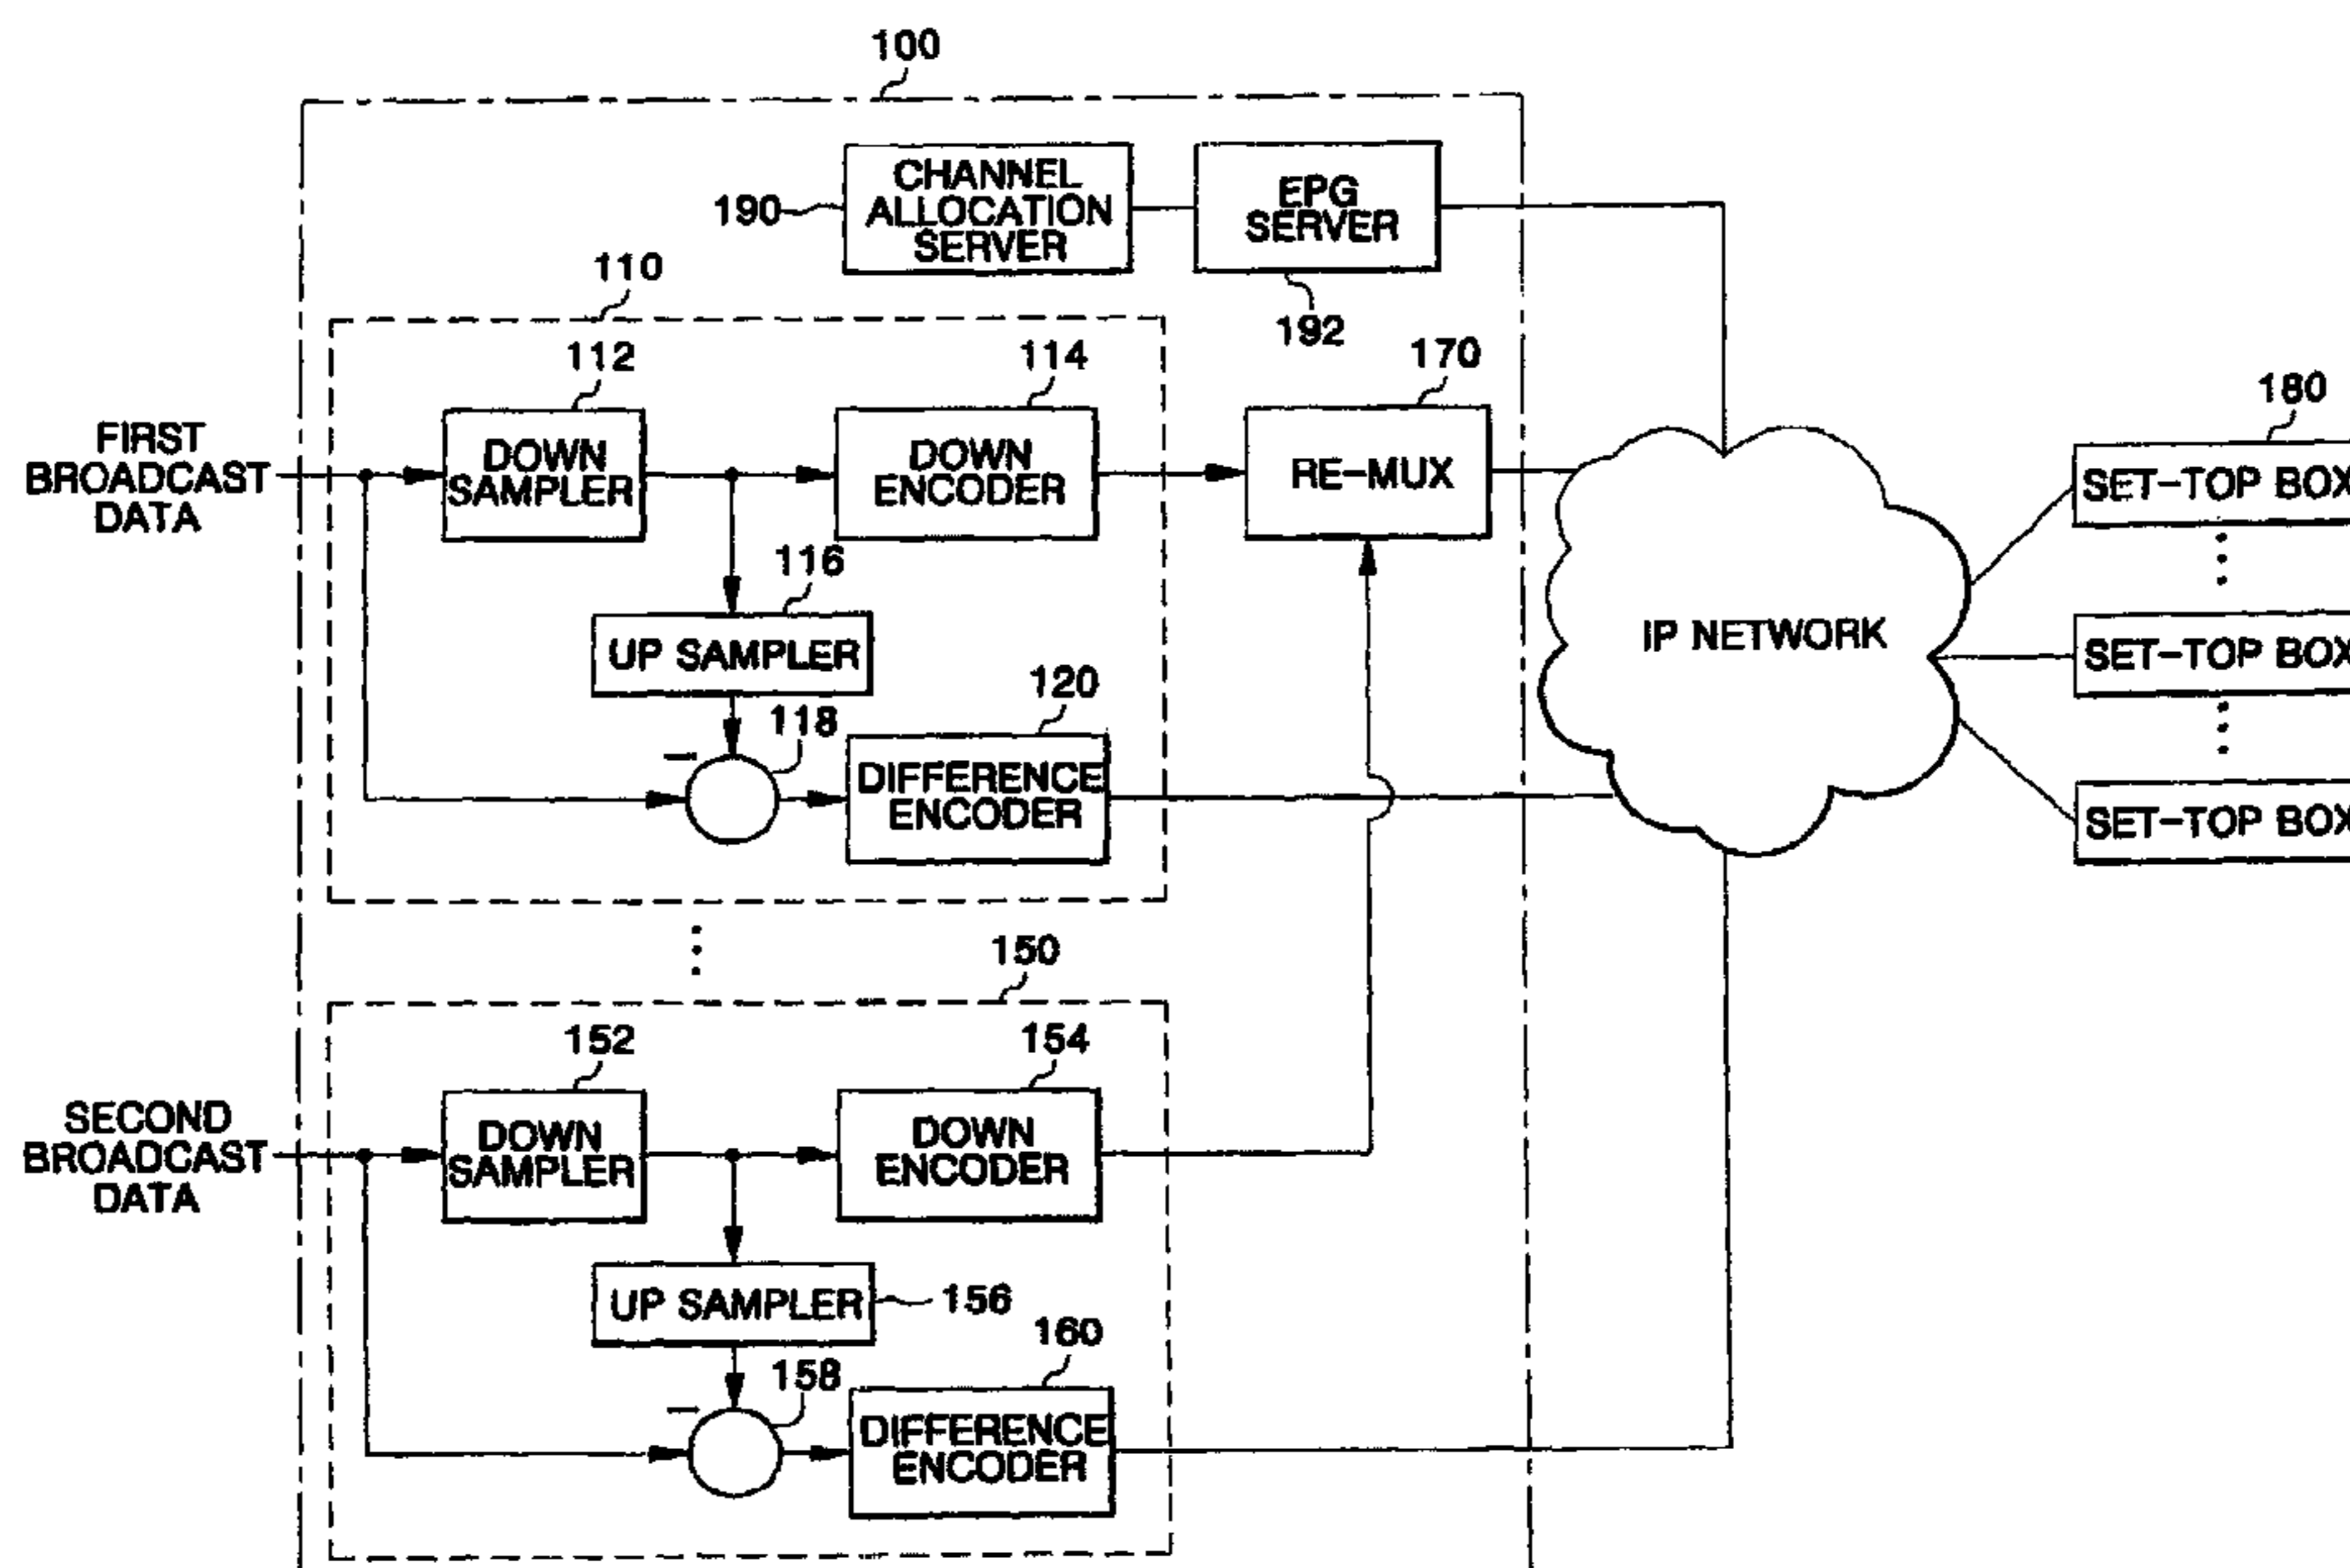 100
CHANNEL
ALLOCATION
SERVER
190
EPG
SERVER
192
110
112
114
170
180
FIRST
BROADCAST
DATA
DOWN
SAMPLER
DOWN
ENCODER
RE-MUX
SET-TOP BOX
116
UP SAMPLER
IP NETWORK
SET-TOP BOX
118
120
DIFFERENCE
ENCODER
SET-TOP BOX
150
152
154
SECOND
BROADCAST
DATA
DOWN
SAMPLER
DOWN
ENCODER
UP SAMPLER
156
158
160
DIFFERENCE
ENCODER